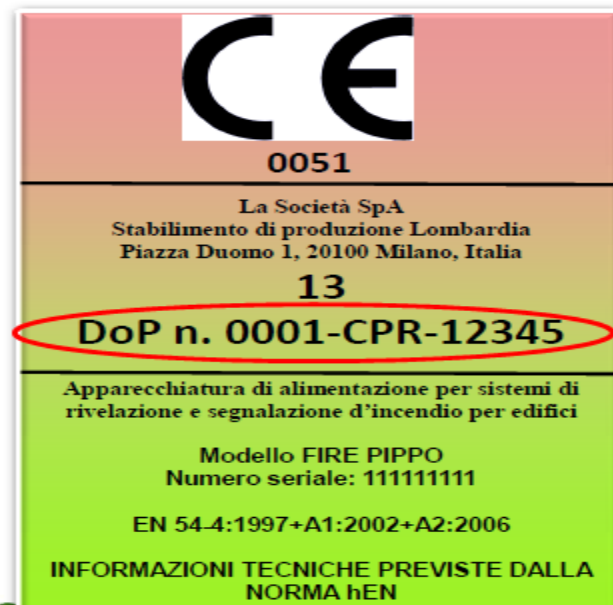 CE
0051
La Società SpA
Stabilimento di produzione Lombardia
Piazza Duomo 1, 20100 Milano, Italia
13
DoP n. 0001-CPR-12345
Apparecchiatura di alimentazione per sistemi di
rivelazione e segnalazione d'incendio per edifici
Modello FIRE PIPPO
Numero seriale: 111111111
EN 54-4:1997+A1:2002+A2:2006
INFORMAZIONI TECNICHE PREVISTE DALLA
NORMA hEN